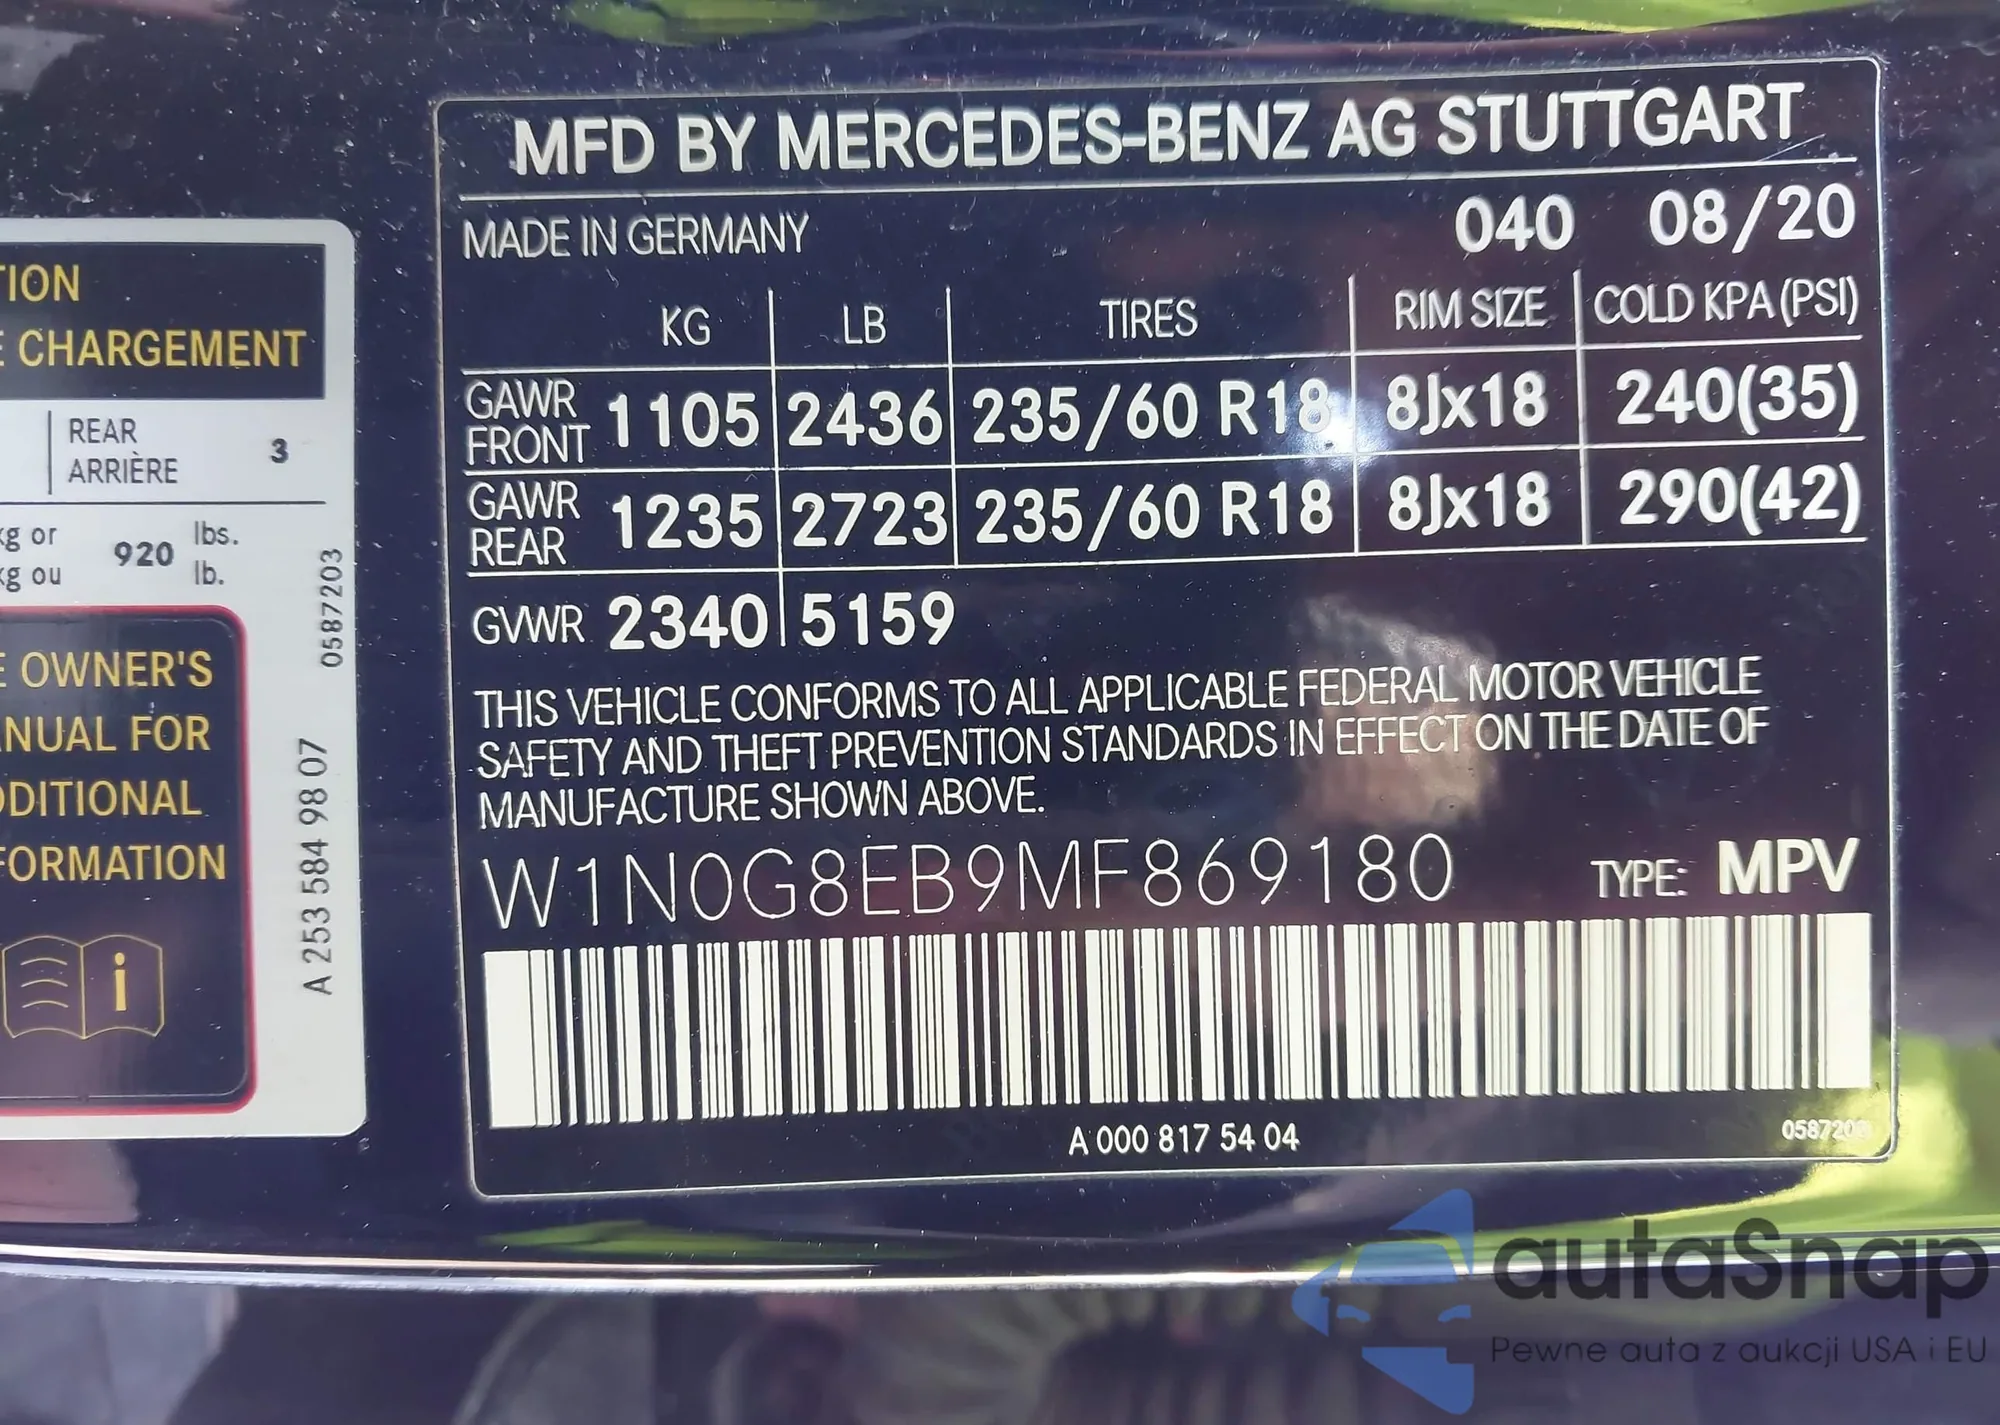 TION
E CHARGEMENT
REAR
ARRIÈRE
3
kg or
kg ou
920
lbs.
lb.
E OWNER'S
NUAL FOR
DDITIONAL
FORMATION
i
A 253 584 98 07
0587203
MFD BY MERCEDES-BENZ AG STUTTGART
MADE IN GERMANY 040 08/20
KG LB TIRES RIM SIZE COLD KPA(PSI)
GAWR FRONT 1105 2436 235/60 R18 8Jx18 240(35)
GAWR REAR 1235 2723 235/60 R18 8Jx18 290(42)
GVWR 2340 5159
THIS VEHICLE CONFORMS TO ALL APPLICABLE FEDERAL MOTOR VEHICLE
SAFETY AND THEFT PREVENTION STANDARDS IN EFFECT ON THE DATE OF
MANUFACTURE SHOWN ABOVE.
W1N0G8EB9MF869180 TYPE: MPV
A 000 817 54 04
autaSnap
Pewne auta z aukcji USA i EU